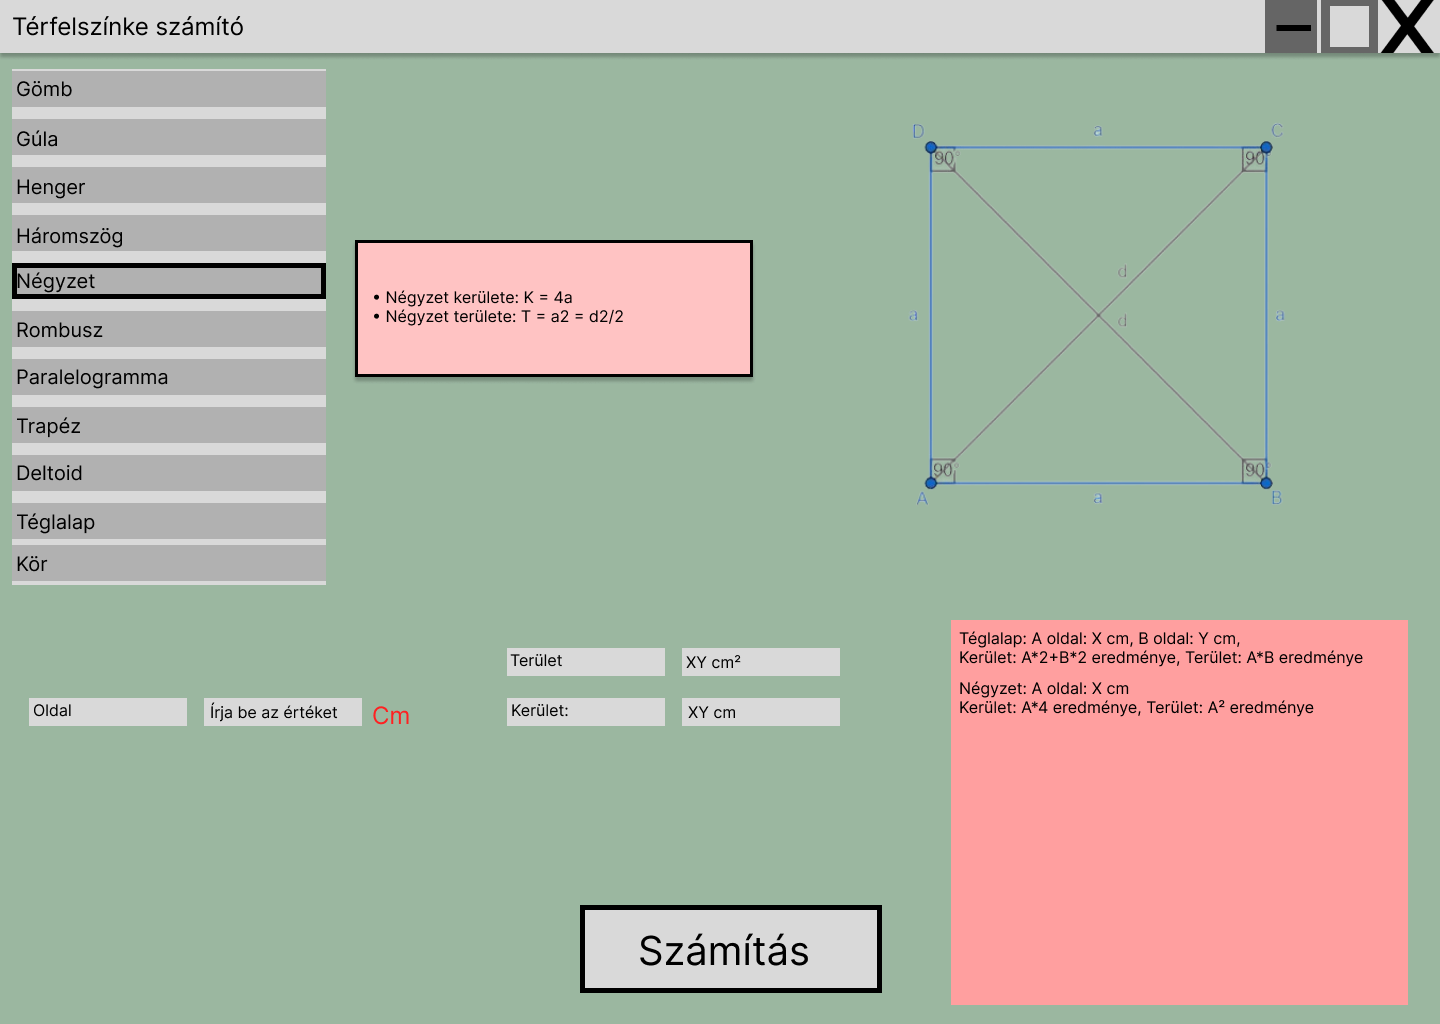 Térfelszínke számító
X
Gömb
Gúla
Henger
Háromszög
Négyzet
Rombusz
Paralelogramma
Trapéz
Deltoid
Téglalap
Kör
• Négyzet kerülete: K = 4a
• Négyzet területe: T = a2 = d2/2
D a C
90° 90°
d
a a
d
90° 90°
A a B
Oldal
Írja be az értéket
Cm
Terület
XY cm²
Kerület:
XY cm
Számítás
Téglalap: A oldal: X cm, B oldal: Y cm,
Kerület: A*2+B*2 eredménye, Terület: A*B eredménye
Négyzet: A oldal: X cm
Kerület: A*4 eredménye, Terület: A² eredménye